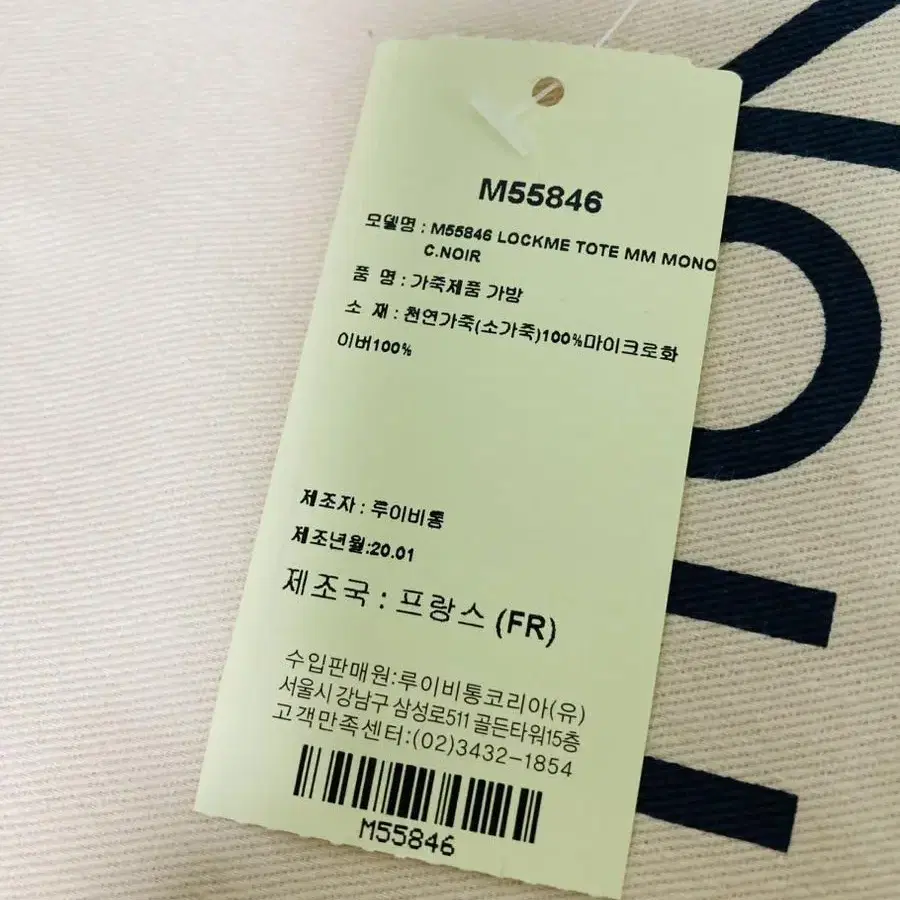 M55846
모델명 : M55846 LOCKME TOTE MM MONO
C.NOIR
품 명 : 가죽제품 가방
소 재 : 천연가죽(소가죽)100%마이크로화
이버100%
제조자 : 루이비통
제조년월:20.01
제조국 : 프랑스 (FR)
수입판매원:루이비통코리아(유)
서울시 강남구 삼성로511 골든타워15층
고객만족센터:(02)3432-1854
M55846